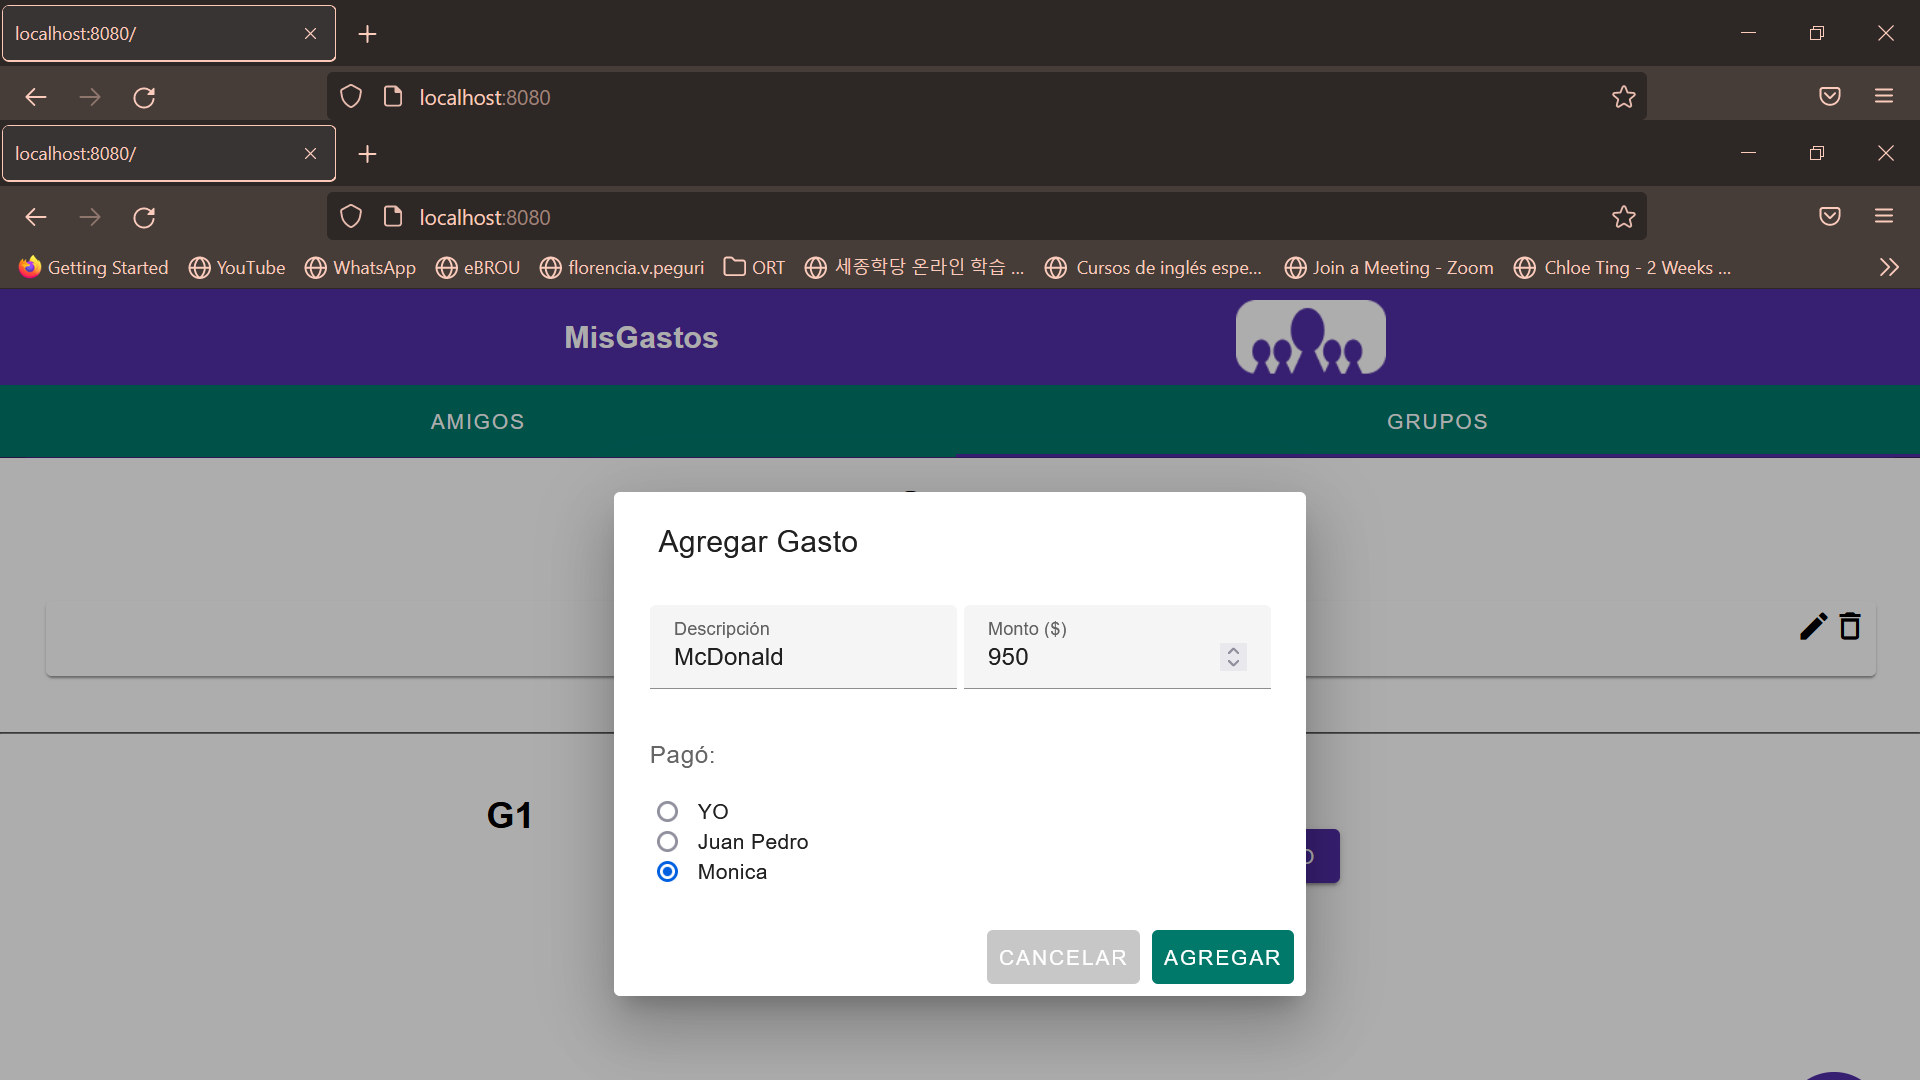 localhost:8080/
localhost:8080
localhost:8080/
localhost:8080
Getting Started YouTube WhatsApp eBROU florencia.v.peguri ORT 세종학당 온라인 학습 ... Cursos de inglés espe... Join a Meeting - Zoom Chloe Ting - 2 Weeks ...
MisGastos
AMIGOS GRUPOS
Agregar Gasto
Descripción Monto ($)
McDonald 950
Pagó:
YO
G1
Juan Pedro
Monica
CANCELAR AGREGAR